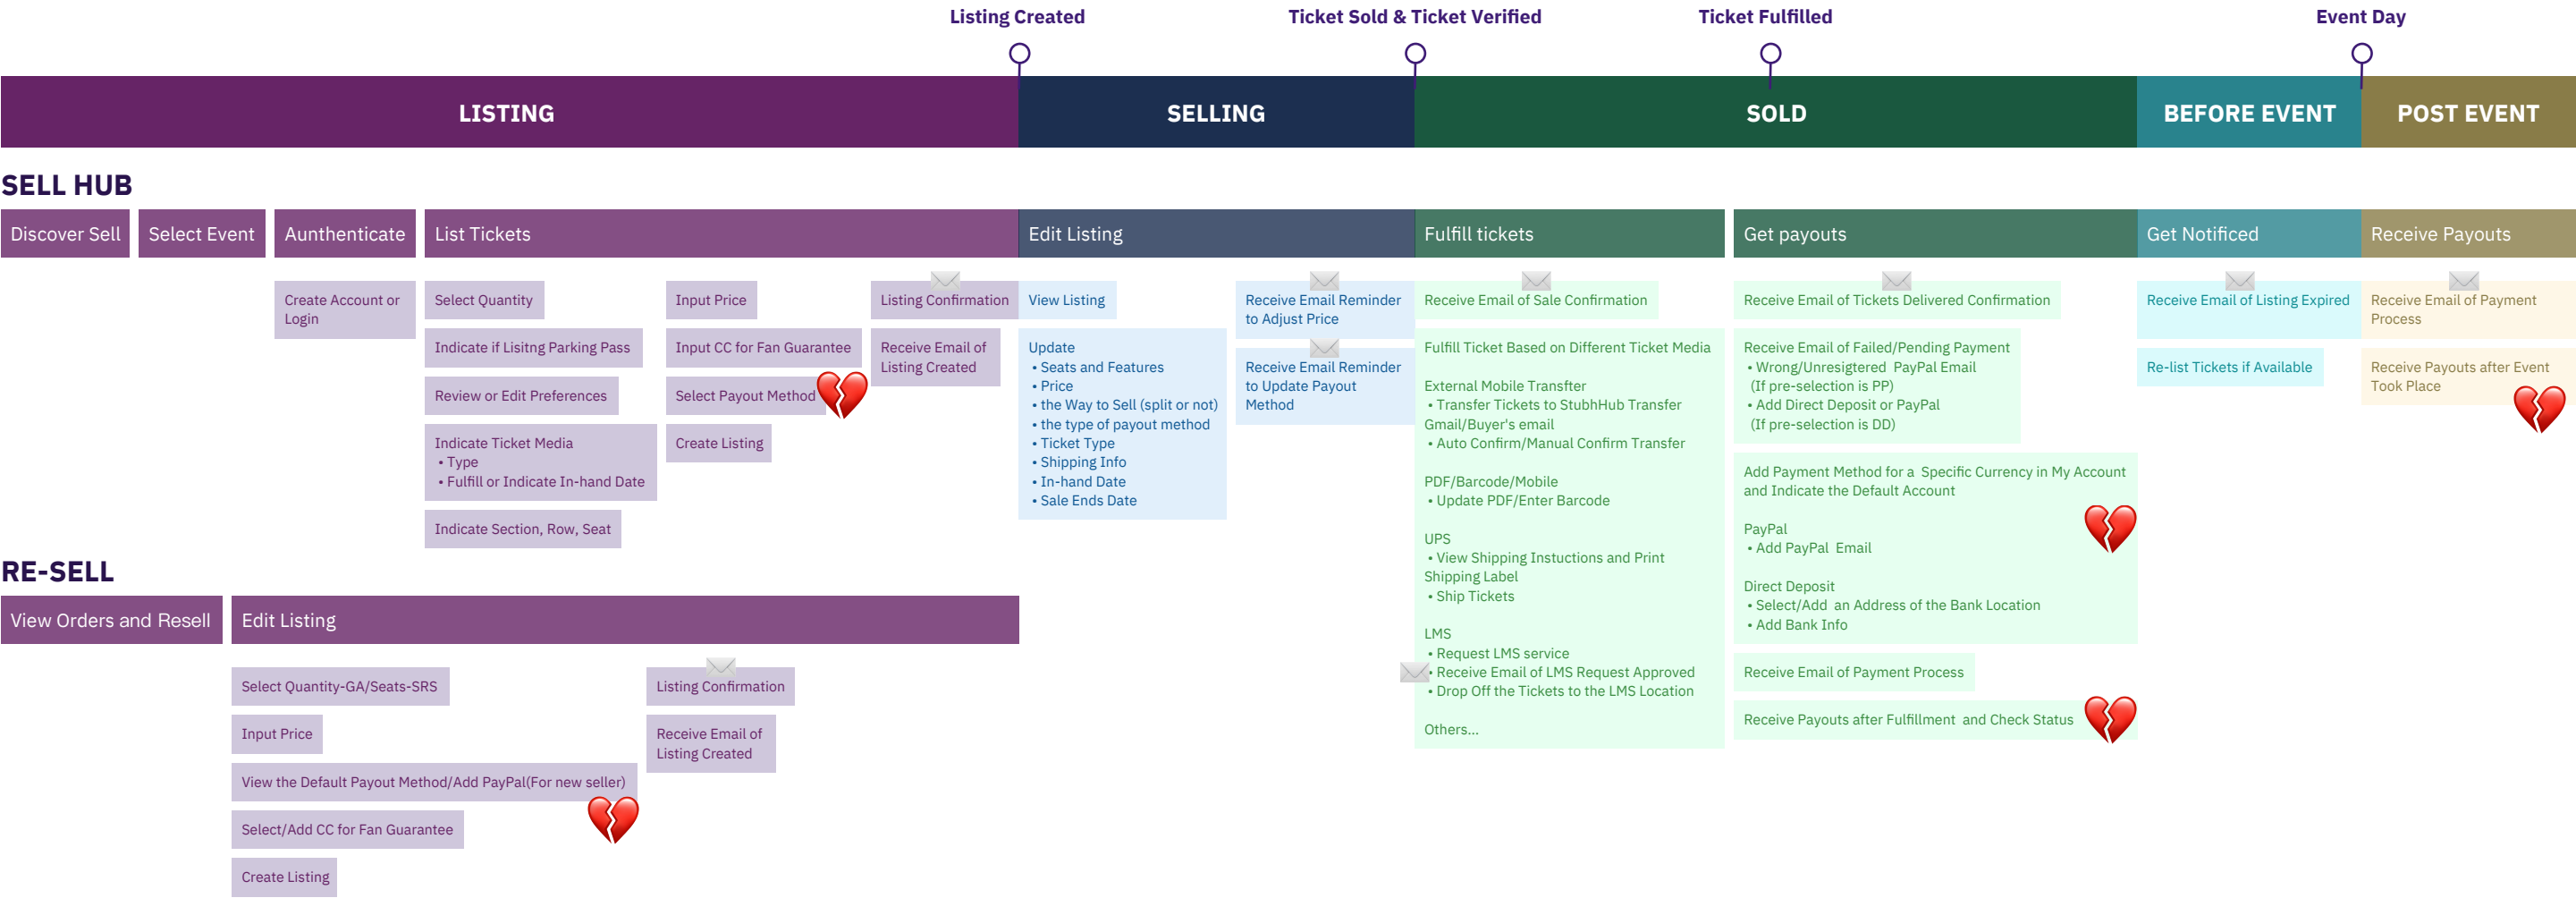 Listing Created
Ticket Sold & Ticket Verified
Ticket Fulfilled
Event Day
LISTING
SELLING
SOLD
BEFORE EVENT
POST EVENT
SELL HUB
Discover Sell
Select Event
Aunthenticate
List Tickets
Edit Listing
Fulfill tickets
Get payouts
Get Notificed
Receive Payouts
Create Account or
Login
Select Quantity
Indicate if Lisitng Parking Pass
Review or Edit Preferences
Indicate Ticket Media
• Type
• Fulfill or Indicate In-hand Date
Indicate Section, Row, Seat
Input Price
Input CC for Fan Guarantee
Select Payout Method
Create Listing
Listing Confirmation
Receive Email of
Listing Created
View Listing
Update
• Seats and Features
• Price
• the Way to Sell (split or not)
• the type of payout method
• Ticket Type
• Shipping Info
• In-hand Date
• Sale Ends Date
Receive Email Reminder
to Adjust Price
Receive Email Reminder
to Update Payout
Method
Receive Email of Sale Confirmation
Fulfill Ticket Based on Different Ticket Media
External Mobile Transfter
• Transfer Tickets to StubhHub Transfer
Gmail/Buyer's email
• Auto Confirm/Manual Confirm Transfer
PDF/Barcode/Mobile
• Update PDF/Enter Barcode
UPS
• View Shipping Instuctions and Print
Shipping Label
• Ship Tickets
LMS
• Request LMS service
• Receive Email of LMS Request Approved
• Drop Off the Tickets to the LMS Location
Others...
Receive Email of Tickets Delivered Confirmation
Receive Email of Failed/Pending Payment
• Wrong/Unresigtered PayPal Email
(If pre-selection is PP)
• Add Direct Deposit or PayPal
(If pre-selection is DD)
Add Payment Method for a Specific Currency in My Account
and Indicate the Default Account
PayPal
• Add PayPal Email
Direct Deposit
• Select/Add an Address of the Bank Location
• Add Bank Info
Receive Email of Payment Process
Receive Payouts after Fulfillment and Check Status
Receive Email of Listing Expired
Re-list Tickets if Available
Receive Email of Payment
Process
Receive Payouts after Event
Took Place
RE-SELL
View Orders and Resell
Edit Listing
Select Quantity-GA/Seats-SRS
Input Price
View the Default Payout Method/Add PayPal(For new seller)
Select/Add CC for Fan Guarantee
Create Listing
Listing Confirmation
Receive Email of
Listing Created